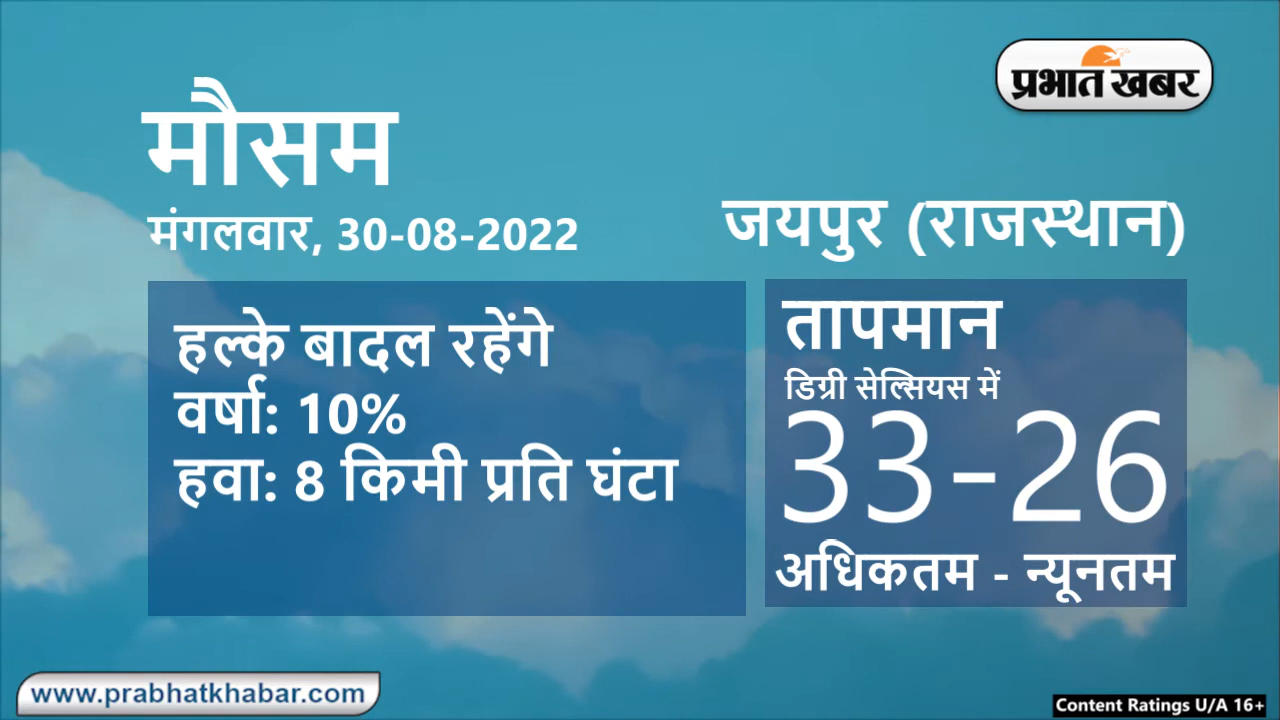 प्रभात खबर
मौसम
मंगलवार, 30-08-2022
जयपुर (राजस्थान)
हल्के बादल रहेंगे
वर्षा: 10%
हवा: 8 किमी प्रति घंटा
तापमान
डिग्री सेल्सियस में
33-26
अधिकतम - न्यूनतम
www.prabhatkhabar.com
Content Ratings U/A 16+